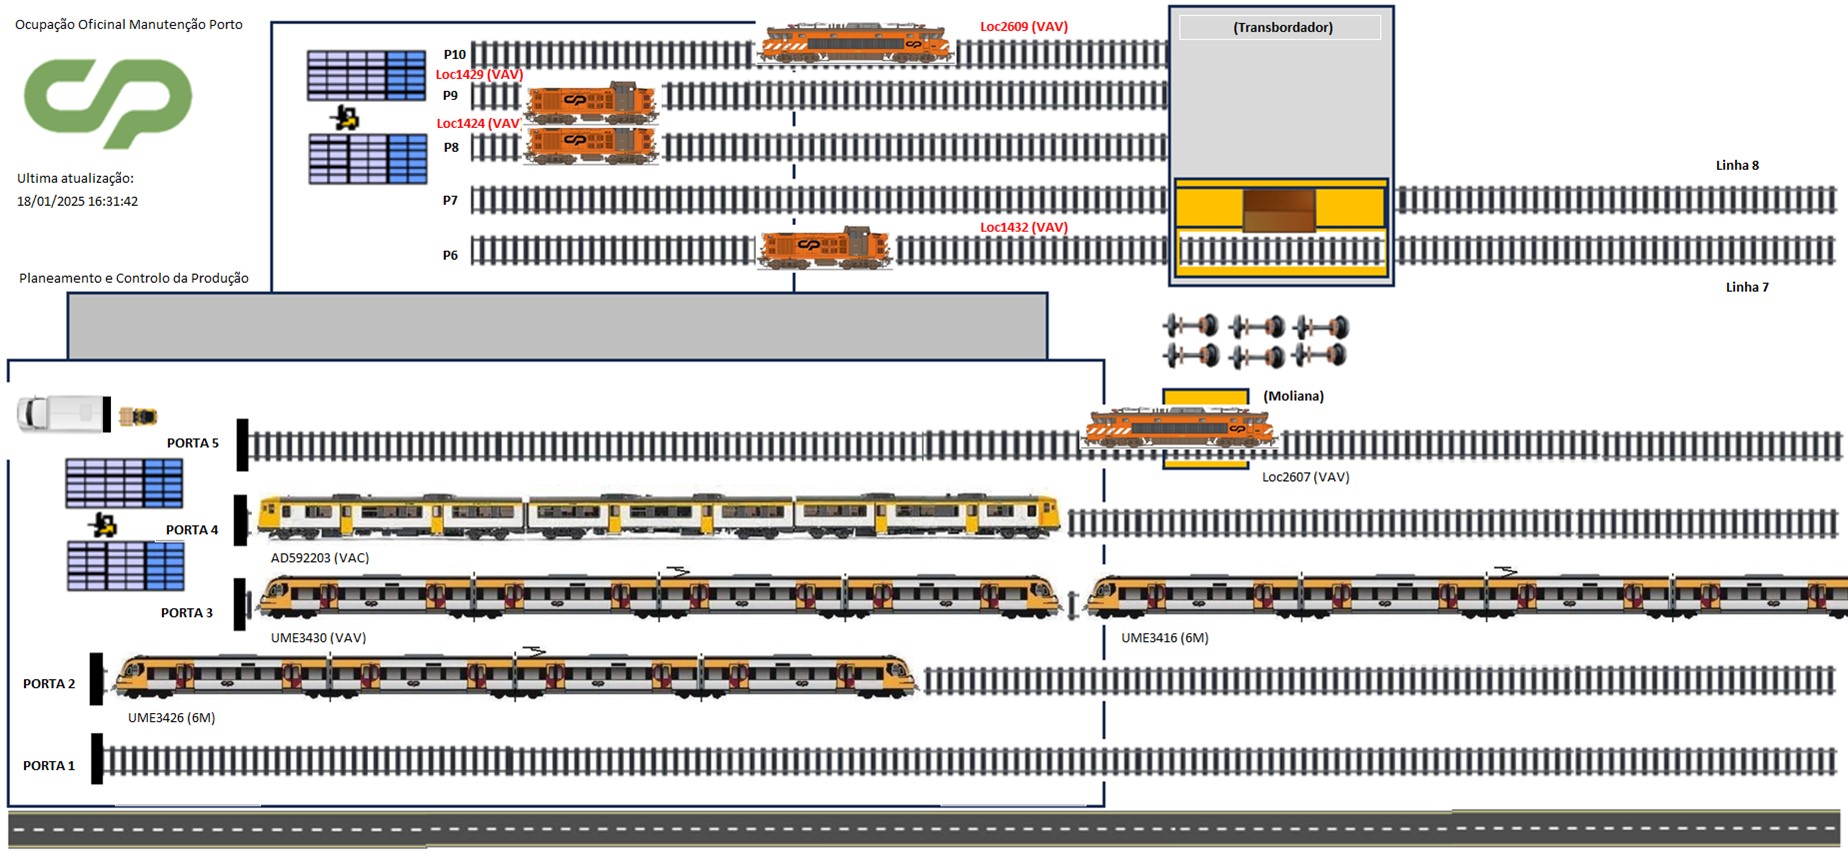 Ocupação Oficinal Manutenção Porto
Loc2609 (VAV)
(Transbordador)
P10
Loc1429 (VAV)
P9
Loc1424 (VAV)
P8
Linha 8
Ultima atualização:
18/01/2025 16:31:42
P7
Loc1432 (VAV)
P6
Planeamento e Controlo da Produção
Linha 7
(Moliana)
PORTA 5
Loc2607 (VAV)
PORTA 4
AD592203 (VAC)
PORTA 3
UME3430 (VAV)
UME3416 (6M)
PORTA 2
UME3426 (6M)
PORTA 1